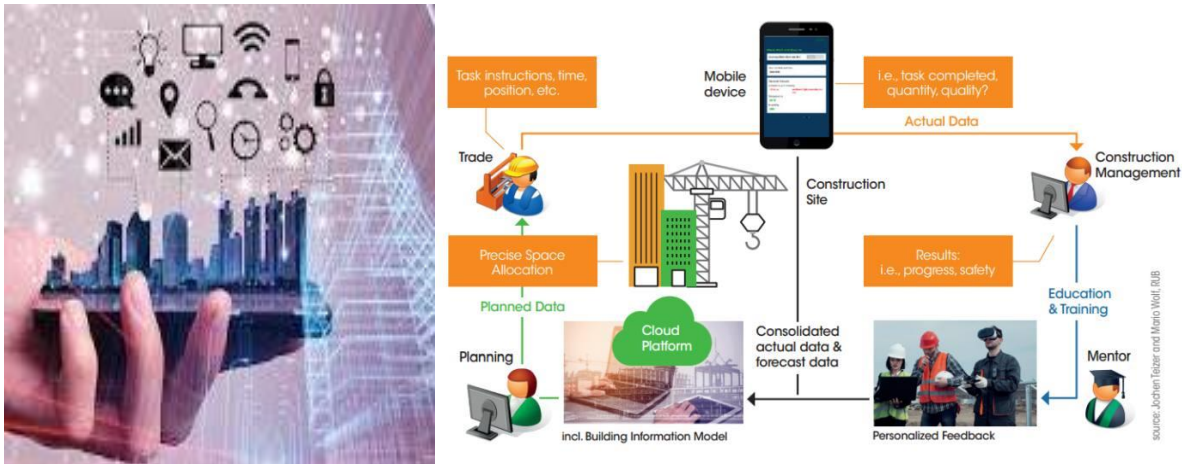 Task instructions, time,
position, etc.
Mobile
device
i.e., task completed,
quantity, quality?
Actual Data
Trade
Construction
Management
Construction
Site
Precise Space
Allocation
Results:
i.e., progress, safety
Planned Data
Education
& Training
Cloud
Platform
Consolidated
actual data &
forecast data
Planning
Mentor
incl. Building Information Model
Personalized Feedback
source: Jochen Teizer and Mario Wolf, RUB